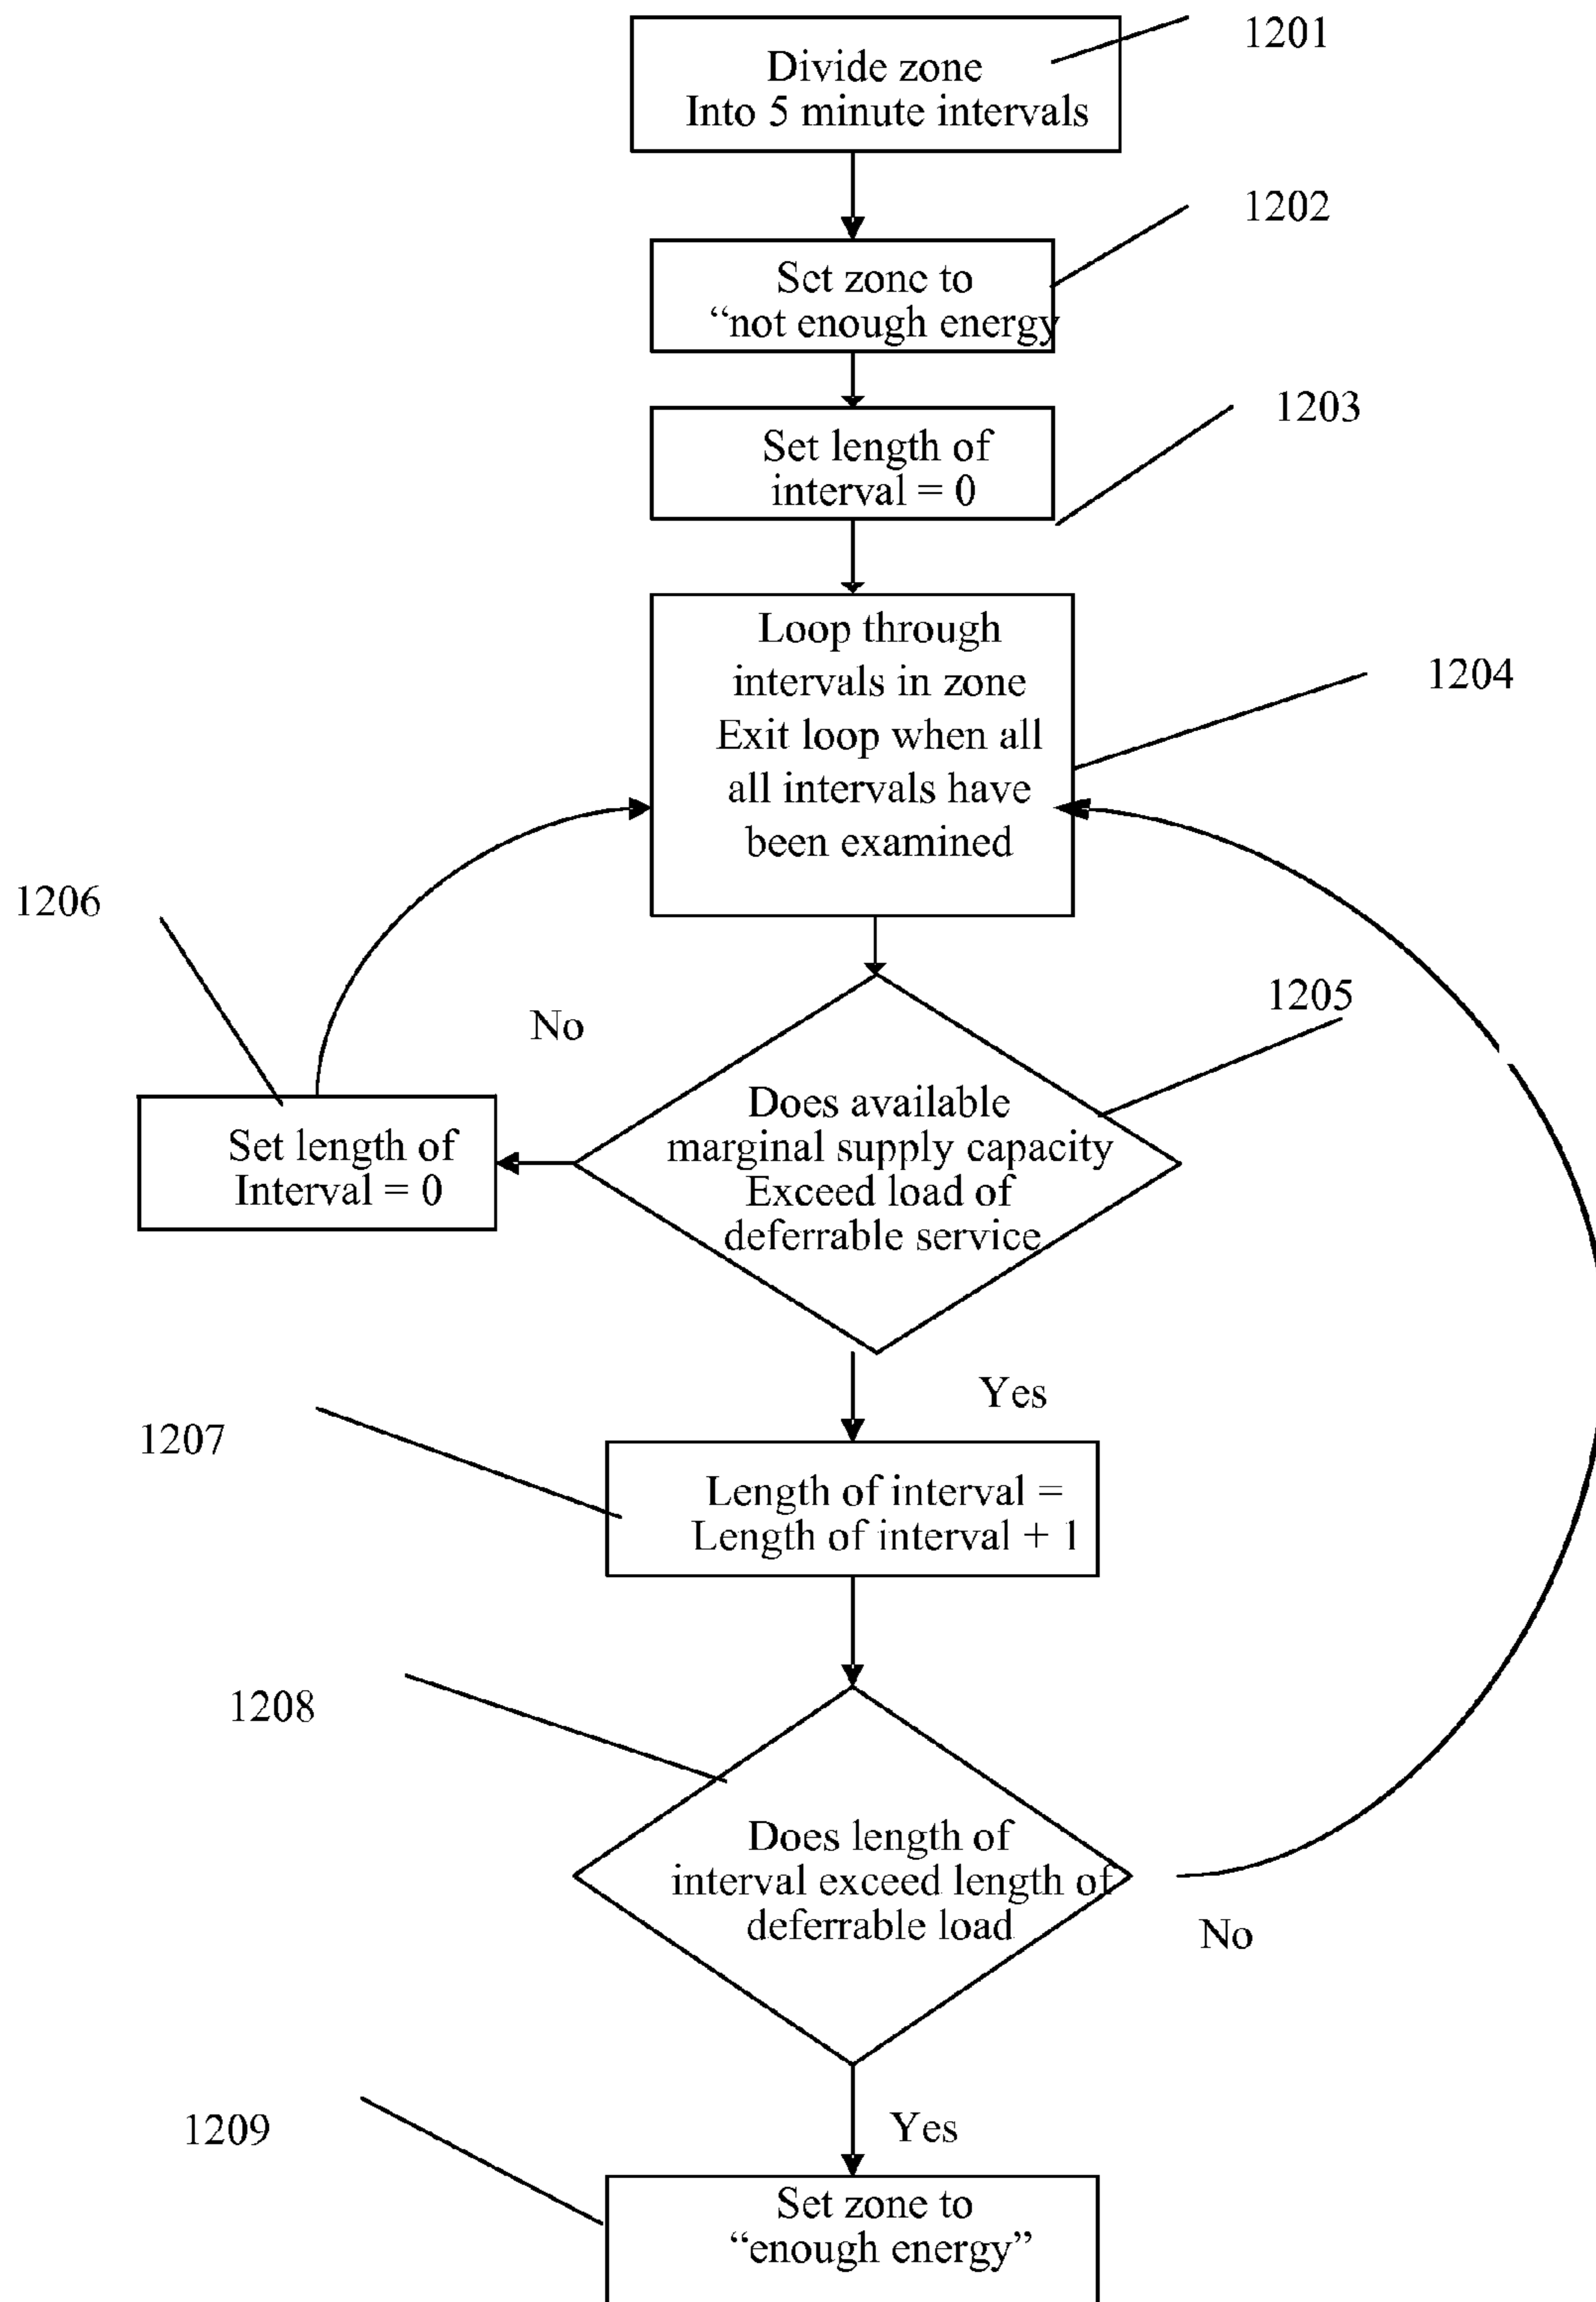 1201
Divide zone
Into 5 minute intervals
1202
Set zone to
“not enough energy
1203
Set length of
interval = 0
Loop through
intervals in zone
Exit loop when all
all intervals have
been examined
1204
1206
1205
No
Does available
marginal supply capacity
Exceed load of
deferrable service
Set length of
Interval = 0
Yes
1207
Length of interval =
Length of interval + 1
1208
Does length of
interval exceed length of
deferrable load
No
1209
Yes
Set zone to
“enough energy”